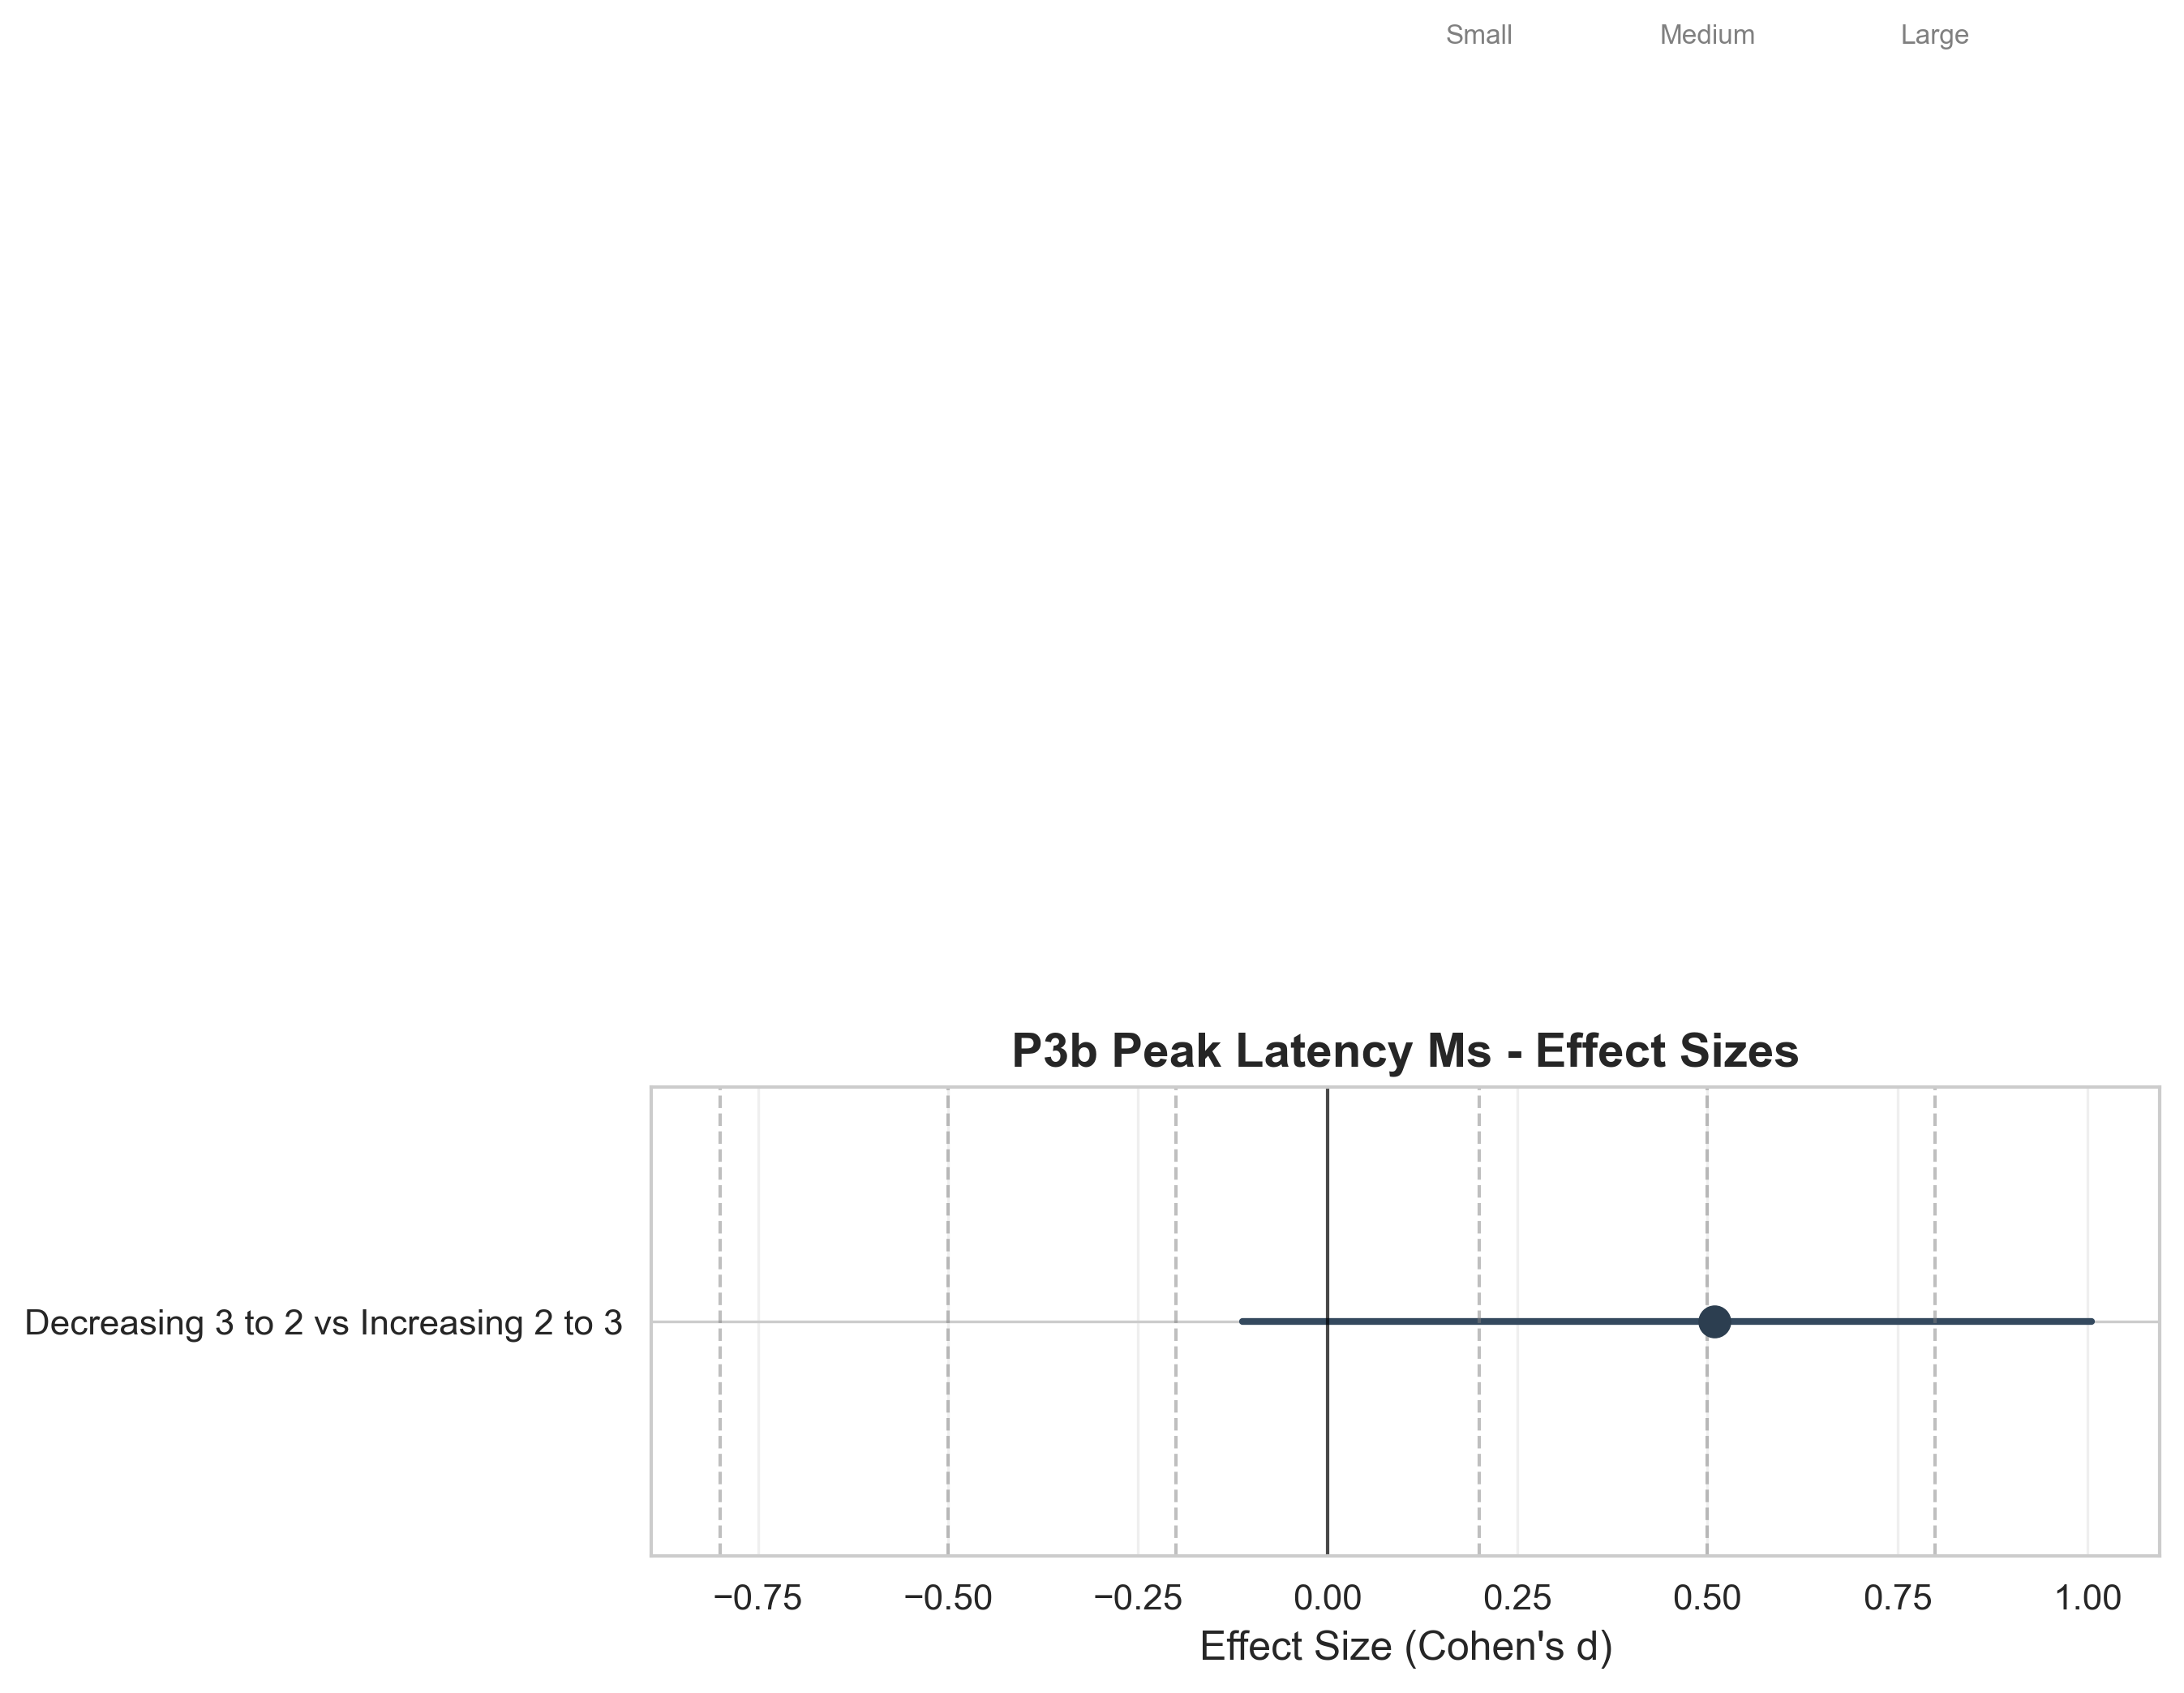 Small Medium Large
P3b Peak Latency Ms - Effect Sizes
Decreasing 3 to 2 vs Increasing 2 to 3
−0.75 −0.50 −0.25 0.00 0.25 0.50 0.75 1.00
Effect Size (Cohen's d)